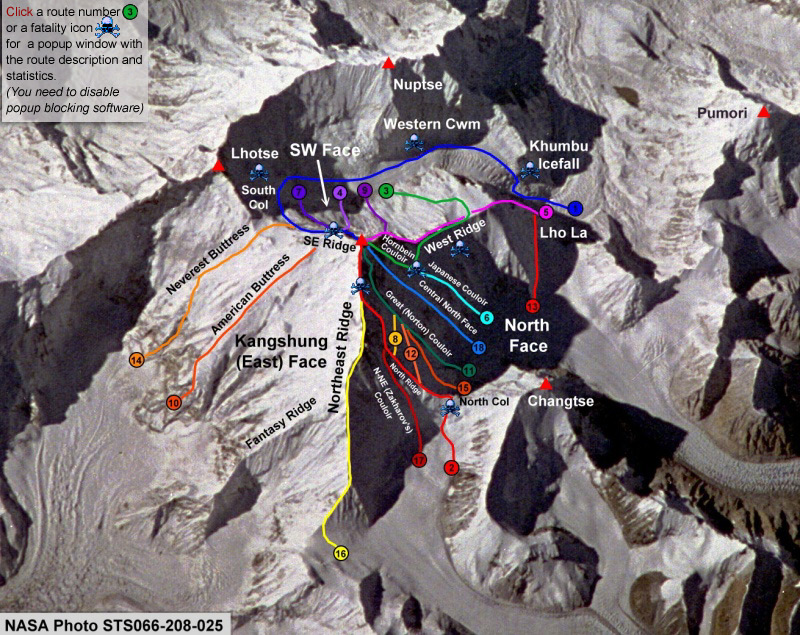 Click a route number 3
or a fatality icon
for a popup window with
the route description and
statistics.
(You need to disable
popup blocking software)
Nuptse
Pumori
Western Cwm
Khumbu
Icefall
Lhotse
SW Face
South
Col
7
4
9
3
5
1
Lho La
SE Ridge
Hornbein
Couloir
West Ridge
Neverest Buttress
American Buttress
Japanese Couloir
Central North Face
Great (Norton) Couloir
6
13
North
Face
Kangshung
(East) Face
Northeast Ridge
8
12
18
11
15
14
10
North Ridge
N-NE (Zakharov's)
Couloir
North Col
Changtse
Fantasy Ridge
17
2
16
NASA Photo STS066-208-025